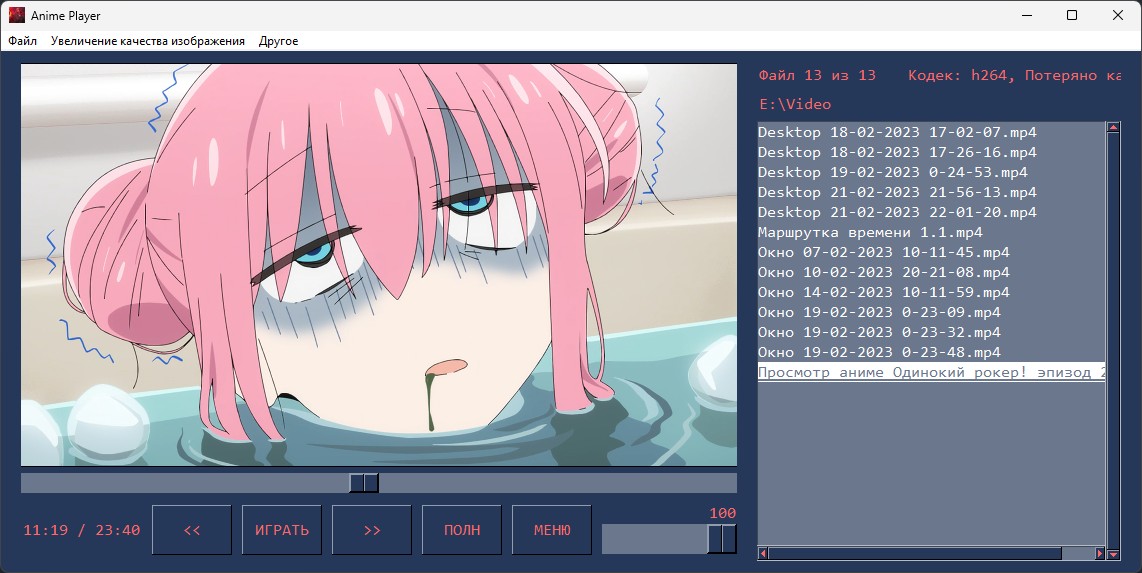 Anime Player
Файл Увеличение качества изображения Другое
Файл 13 из 13 Кодек: h264, Потеряно ка
E:\Video
Desktop 18-02-2023 17-02-07.mp4
Desktop 18-02-2023 17-26-16.mp4
Desktop 19-02-2023 0-24-53.mp4
Desktop 21-02-2023 21-56-13.mp4
Desktop 21-02-2023 22-01-20.mp4
Маршрутка времени 1.1.mp4
Окно 07-02-2023 10-11-45.mp4
Окно 10-02-2023 20-21-08.mp4
Окно 14-02-2023 10-11-59.mp4
Окно 19-02-2023 0-23-09.mp4
Окно 19-02-2023 0-23-32.mp4
Окно 19-02-2023 0-23-48.mp4
Просмотр аниме Одинокий рокер! эпизод 2
11:19 / 23:40 << ИГРАТЬ >> ПОЛН МЕНЮ 100